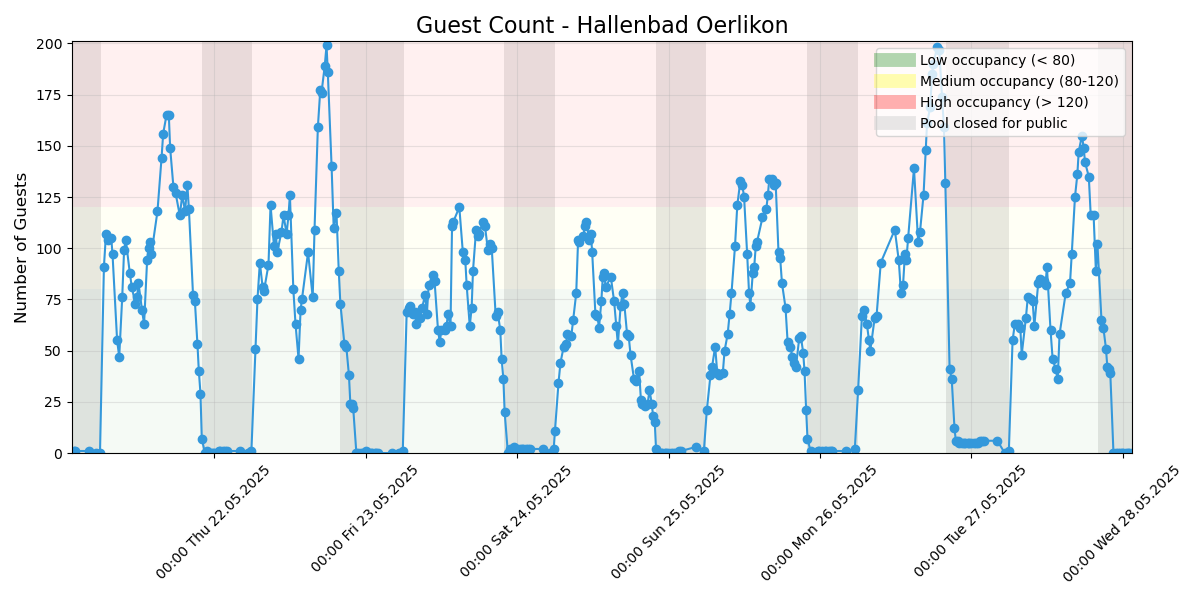 Guest Count - Hallenbad Oerlikon
Number of Guests
200
175
150
125
100
75
50
25
0
Low occupancy (< 80)
Medium occupancy (80-120)
High occupancy (> 120)
Pool closed for public
00:00 Thu 22.05.2025
00:00 Fri 23.05.2025
00:00 Sat 24.05.2025
00:00 Sun 25.05.2025
00:00 Mon 26.05.2025
00:00 Tue 27.05.2025
00:00 Wed 28.05.2025